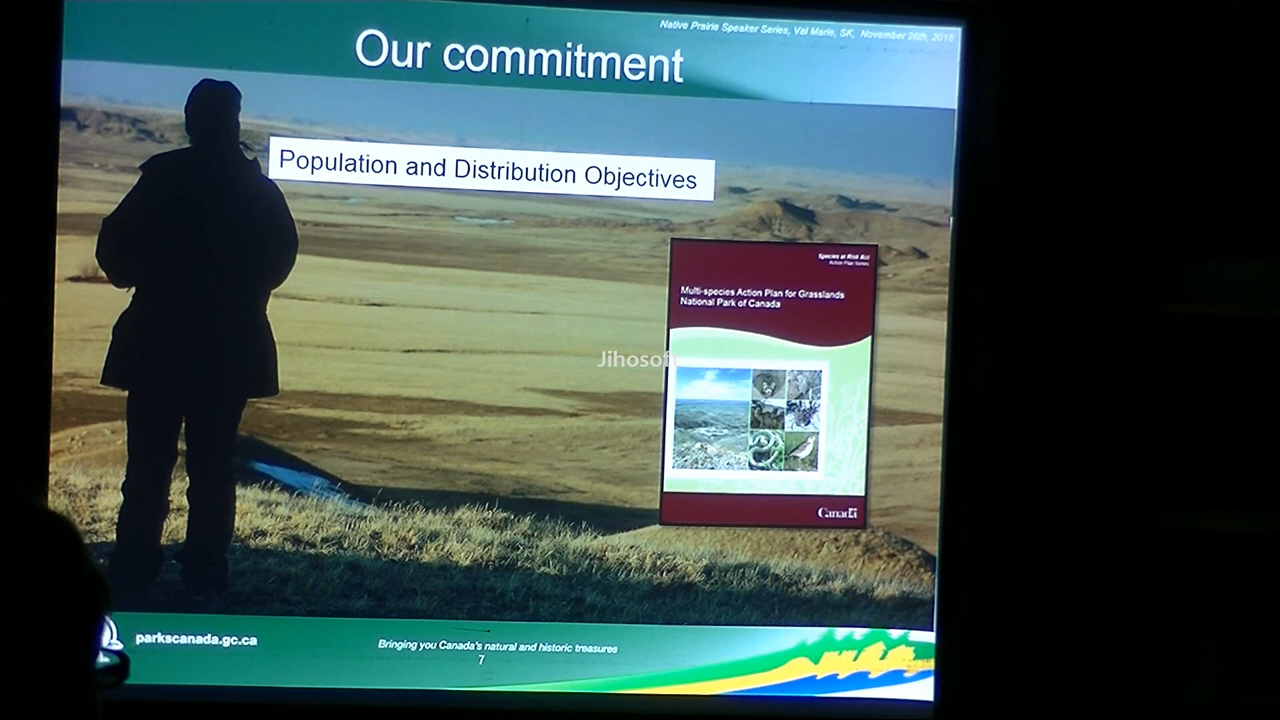 Native Prairie Speaker Series, Val Marie, SK, November 26th, 2018
Our commitment
Population and Distribution Objectives
Species at Risk Act
Action Plan Series
Multi-species Action Plan for Grasslands
National Park of Canada
Jihosoft
Canada
parkscanada.gc.ca
Bringing you Canada's natural and historic treasures
7